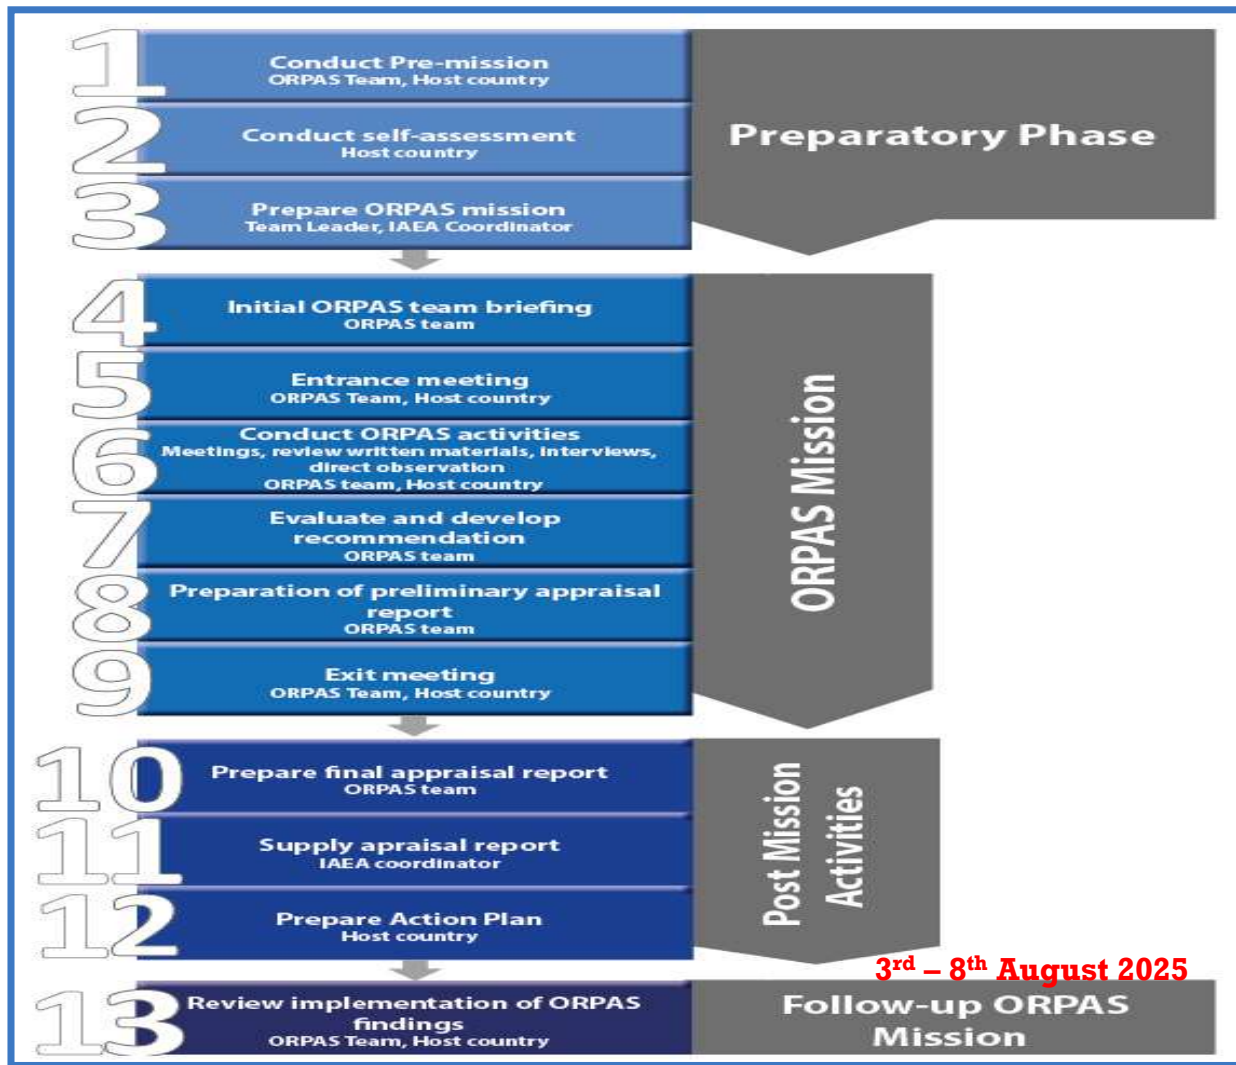 1
Conduct Pre-mission
ORPAS Team, Host country
2
Conduct self-assessment
Host country
3
Prepare ORPAS mission
Team Leader, IAEA Coordinator
Preparatory Phase
4
Initial ORPAS team briefing
ORPAS team
5
Entrance meeting
ORPAS Team, Host country
6
Conduct ORPAS activities
Meetings, review written materials, interviews,
direct observation
ORPAS team, Host country
7
Evaluate and develop
recommendation
ORPAS team
8
Preparation of preliminary appraisal
report
ORPAS team
9
Exit meeting
ORPAS Team, Host country
ORPAS Mission
10
Prepare final appraisal report
ORPAS team
11
Supply apraisal report
IAEA coordinator
12
Prepare Action Plan
Host country
Post Mission
Activities
3rd – 8th August 2025
13
Review implementation of ORPAS
findings
ORPAS Team, Host country
Follow-up ORPAS
Mission